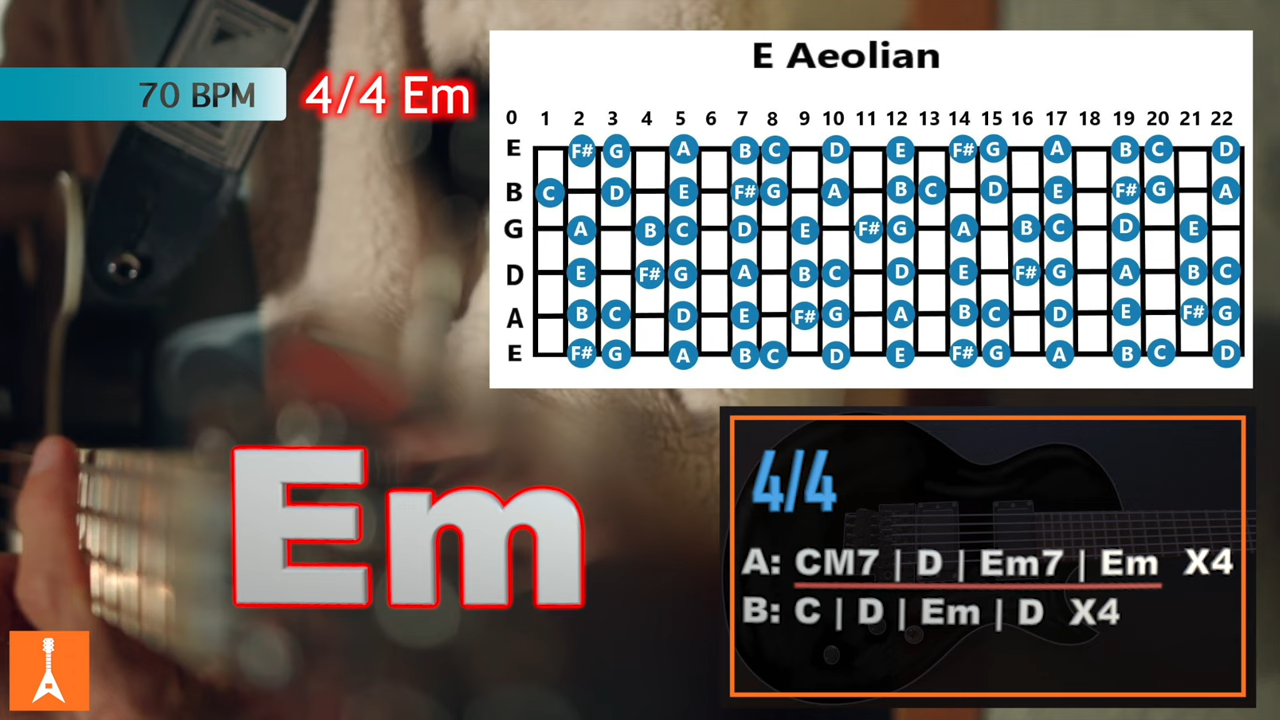 70 BPM
4/4 Em
E Aeolian
0 1 2 3 4 5 6 7 8 9 10 11 12 13 14 15 16 17 18 19 20 21 22
E F# G A B C D E F# G A B C D
B C D E F# G A B C D E F# G A
G A B C D E F# G A B C D E
D E F# G A B C D E F# G A B C
A B C D E F# G A B C D E F# G
E F# G A B C D E F# G A B C D
Em
4/4
A: CM7 | D | Em7 | Em X4
B: C | D | Em | D X4